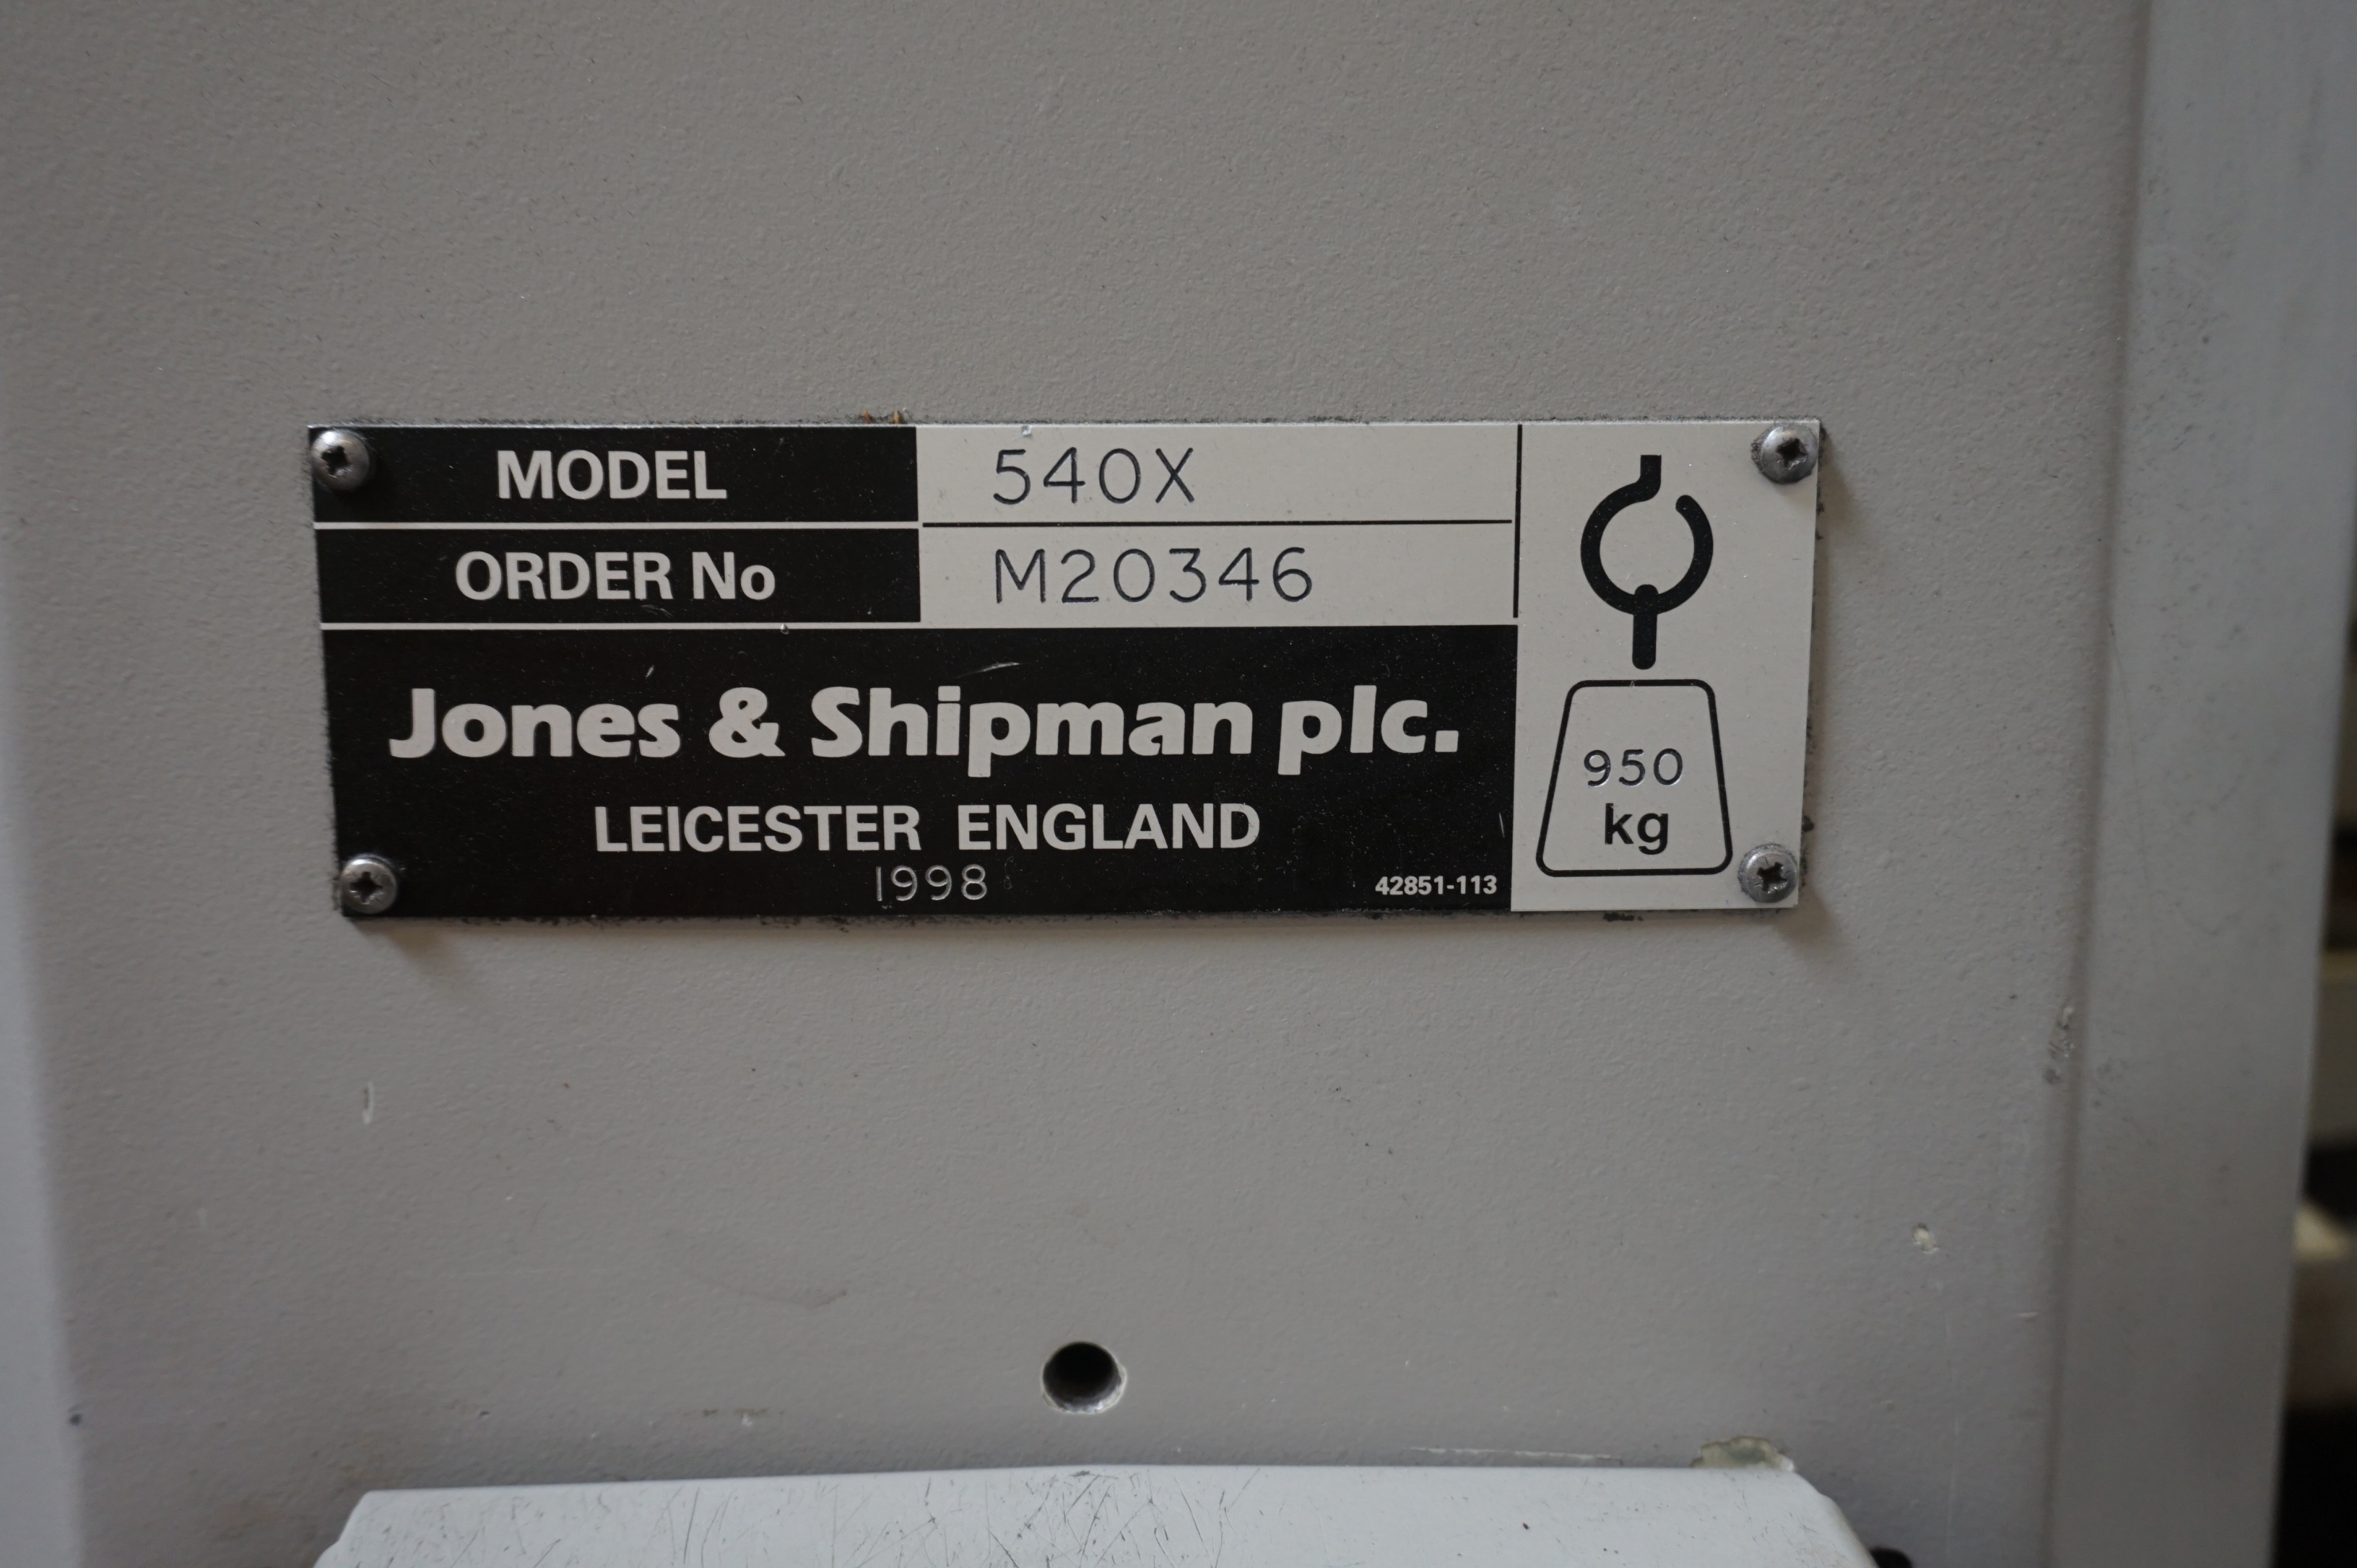 MODEL 540X
ORDER No M20346
Jones & Shipman plc.
LEICESTER ENGLAND
1998
42851-113
950
kg